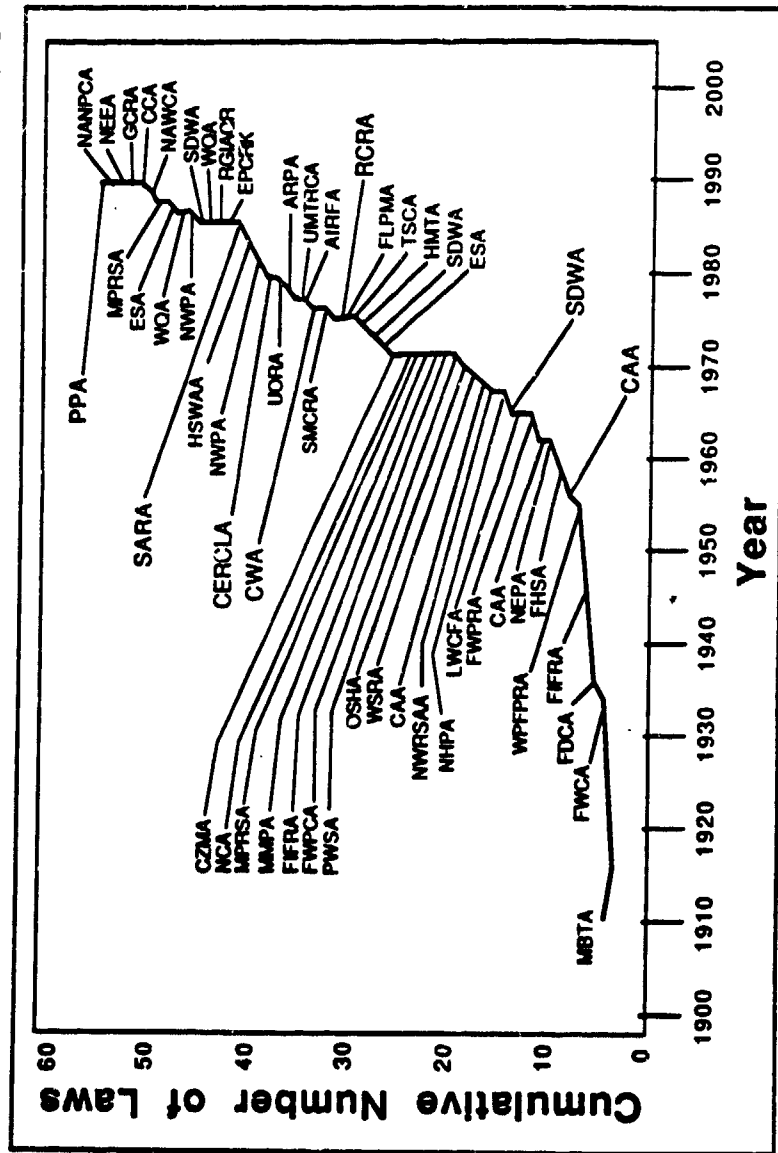 Cumulative Number of Laws
60
50
40
30
20
10
0
PPA
NANPCA
NEEA
GCRA
CCA
NAWCA
SDWA
WQA
RGIACR
EPCRK
MPRSA
ESA
WQA
NWPA
SARA
HSWAA
NWPA
CERCLA
UORA
CWA
SMCRA
ARPA
UMTRCA
AIRFA
RCRA
FLPMA
TSCA
HMTA
SDWA
ESA
CZMA
NCA
MPRSA
MMPA
FIFRA
FWPCA
PWSA
OSHA
WSRA
CAA
NWRSAA
NHPA
LWCFA
FWPRA
CAA
NEPA
FHSA
WPFPRA
SDWA
CAA
FIFRA
FDCA
FWCA
MBTA
1900
1910
1920
1930
1940
1950
1960
1970
1980
1990
2000
Year